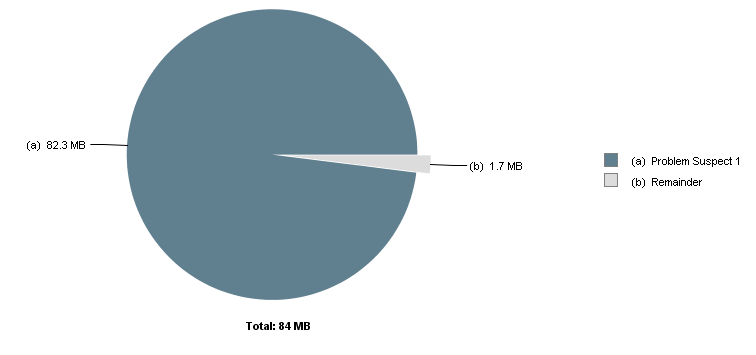 (a) 82.3 MB
(b) 1.7 MB
(a) Problem Suspect 1
(b) Remainder
Total: 84 MB